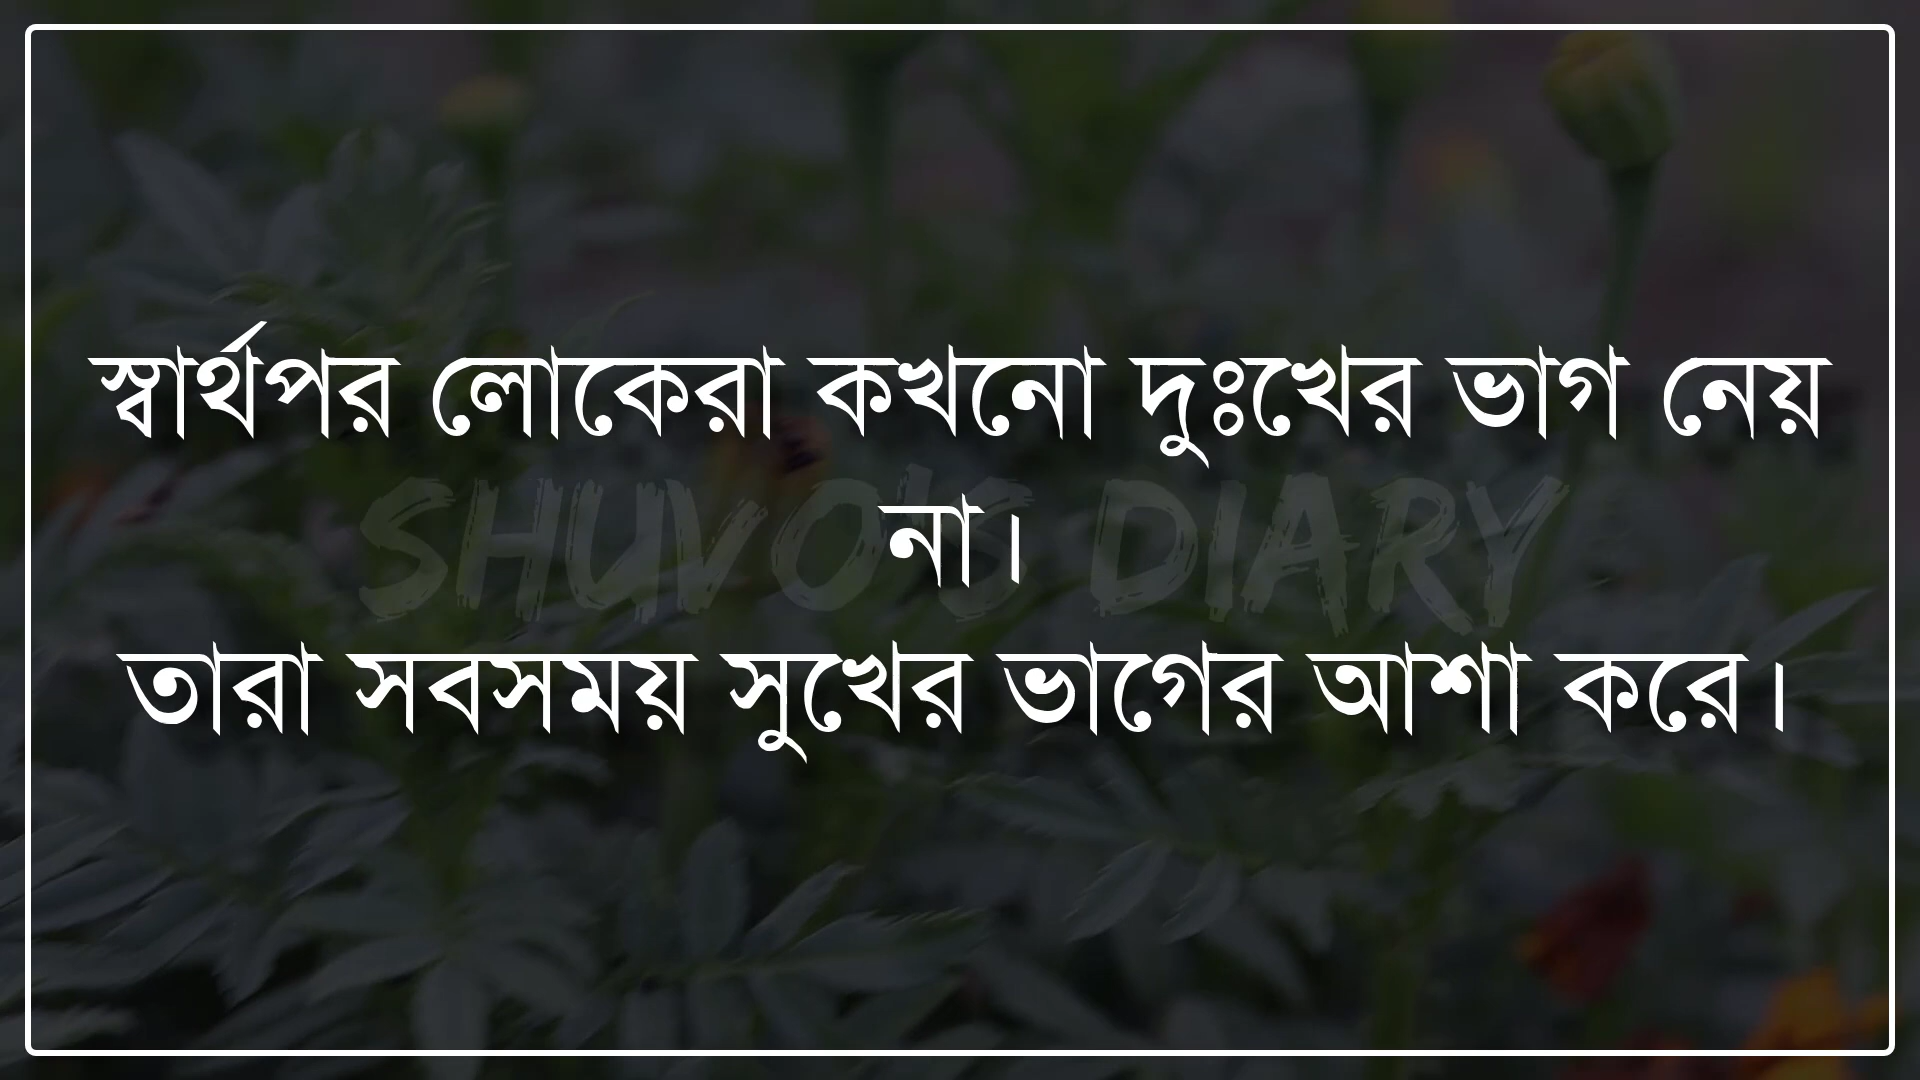 স্বার্থপর লোকেরা কখনো দুঃখের ভাগ নেয়
না।
SHUVO'S DIARY
তারা সবসময় সুখের ভাগের আশা করে।